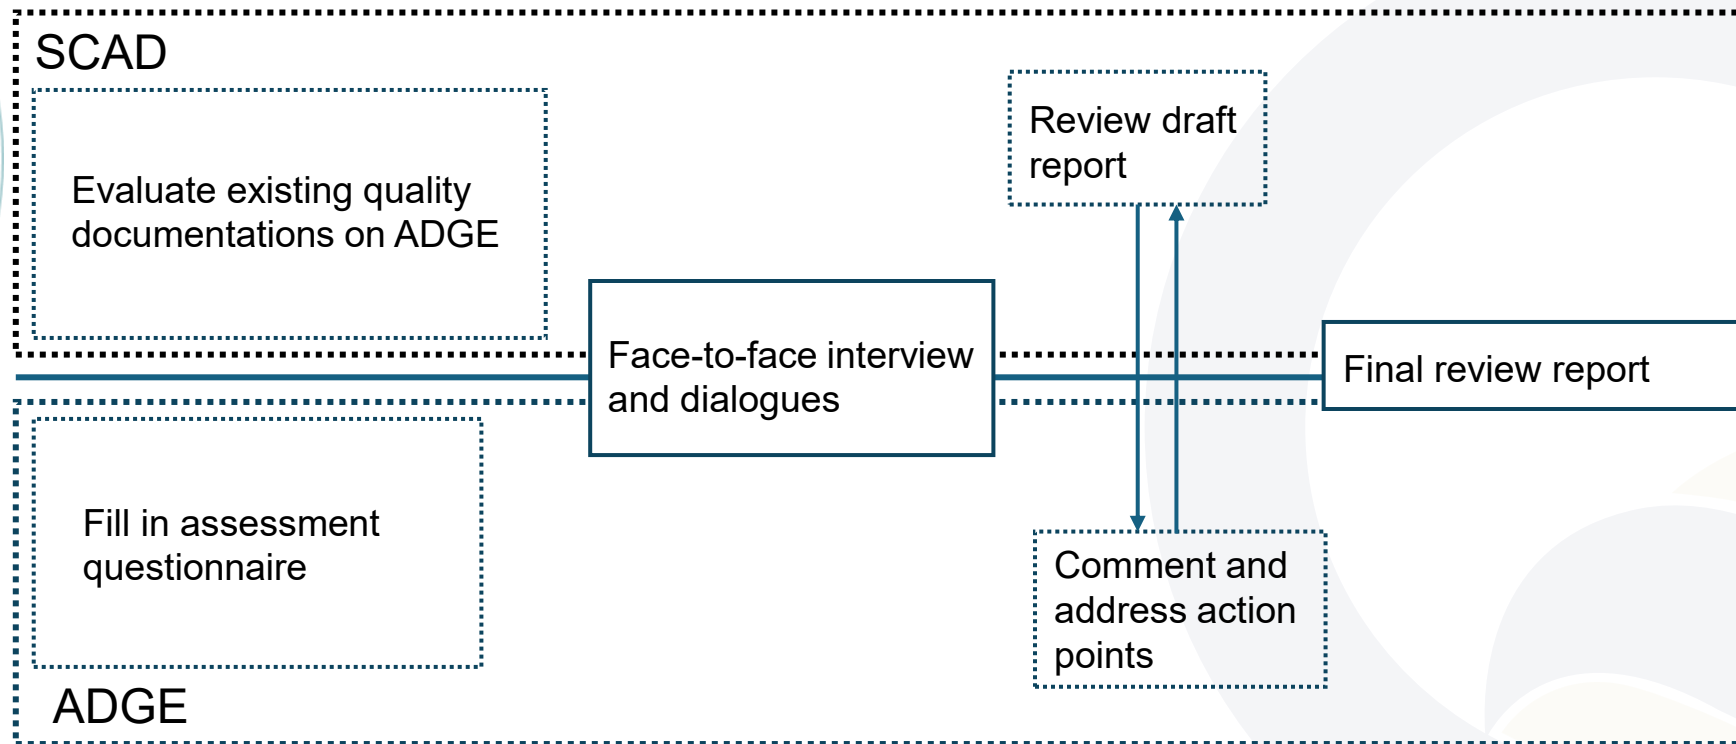 SCAD
Evaluate existing quality
documentations on ADGE
Fill in assessment
questionnaire
ADGE
Face-to-face interview
and dialogues
Review draft
report
Comment and
address action
points
Final review report